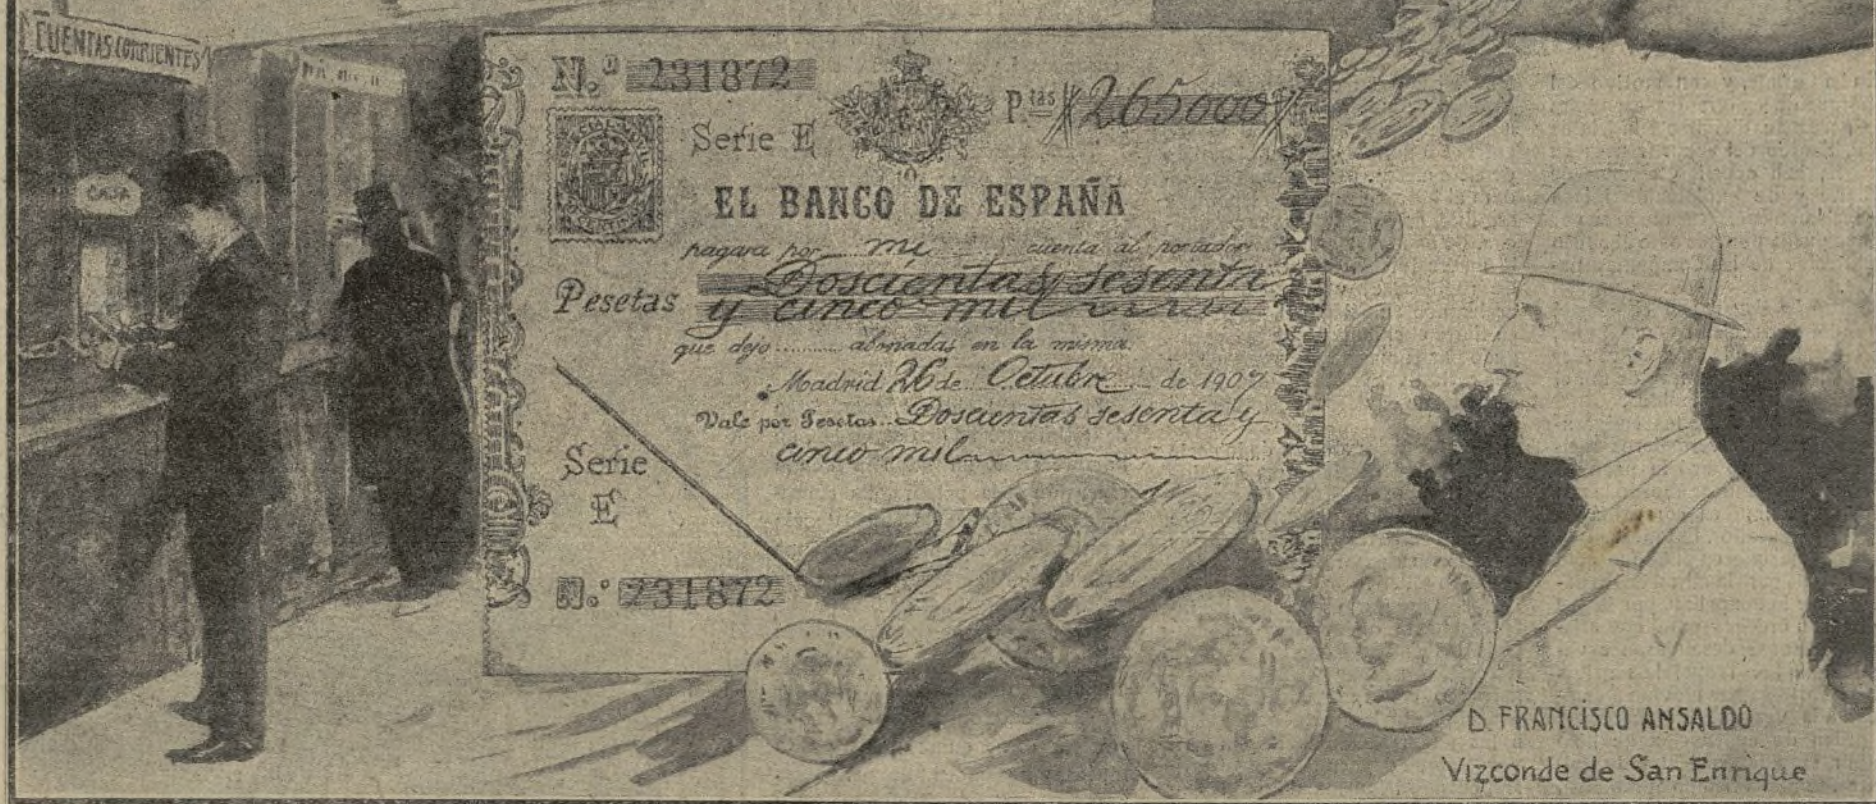 CUENTAS CORRIENTES
CAJA
N.º 231872
Ptas // 265000 //
Serie E
EL BANCO DE ESPAÑA
pagara por mi cuenta al portador
Pesetas Doscientas sesenta
y cinco mil
que dejo abonadas en la misma.
Madrid 26 de Octubre de 1907
Vale por Pesetas Doscientas sesenta y
cinco mil
Serie
E
N.º 231872
D. FRANCISCO ANSALDO
Vizconde de San Enrique